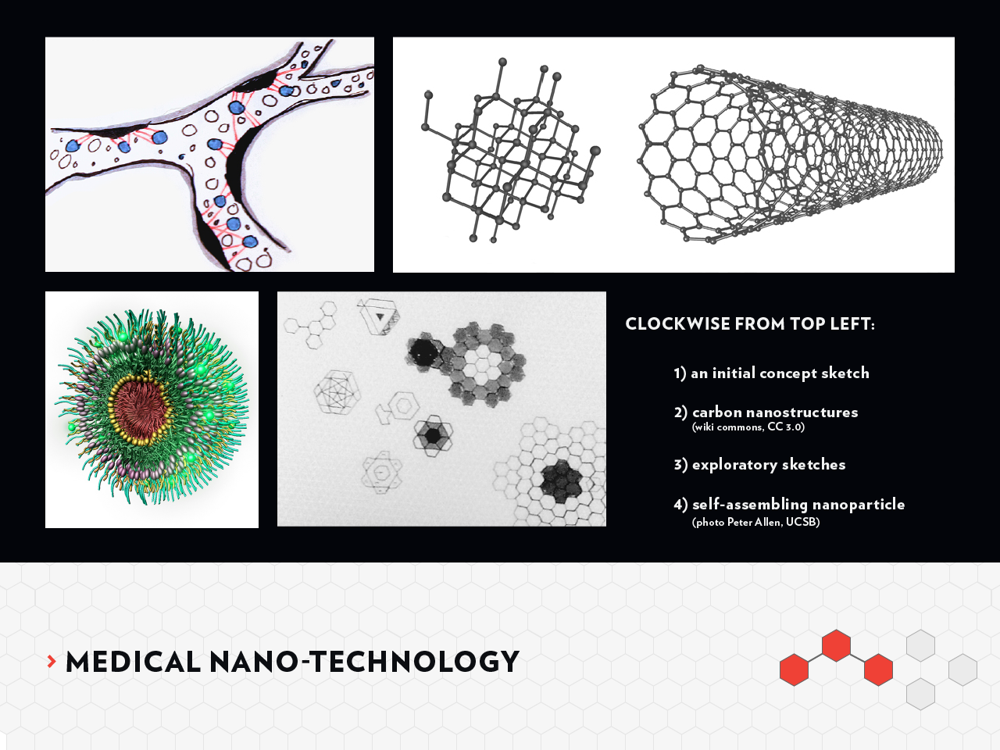 CLOCKWISE FROM TOP LEFT:
1) an initial concept sketch
2) carbon nanostructures
(wiki commons, CC 3.0)
3) exploratory sketches
4) self-assembling nanoparticle
(photo Peter Allen, UCSB)
› MEDICAL NANO-TECHNOLOGY